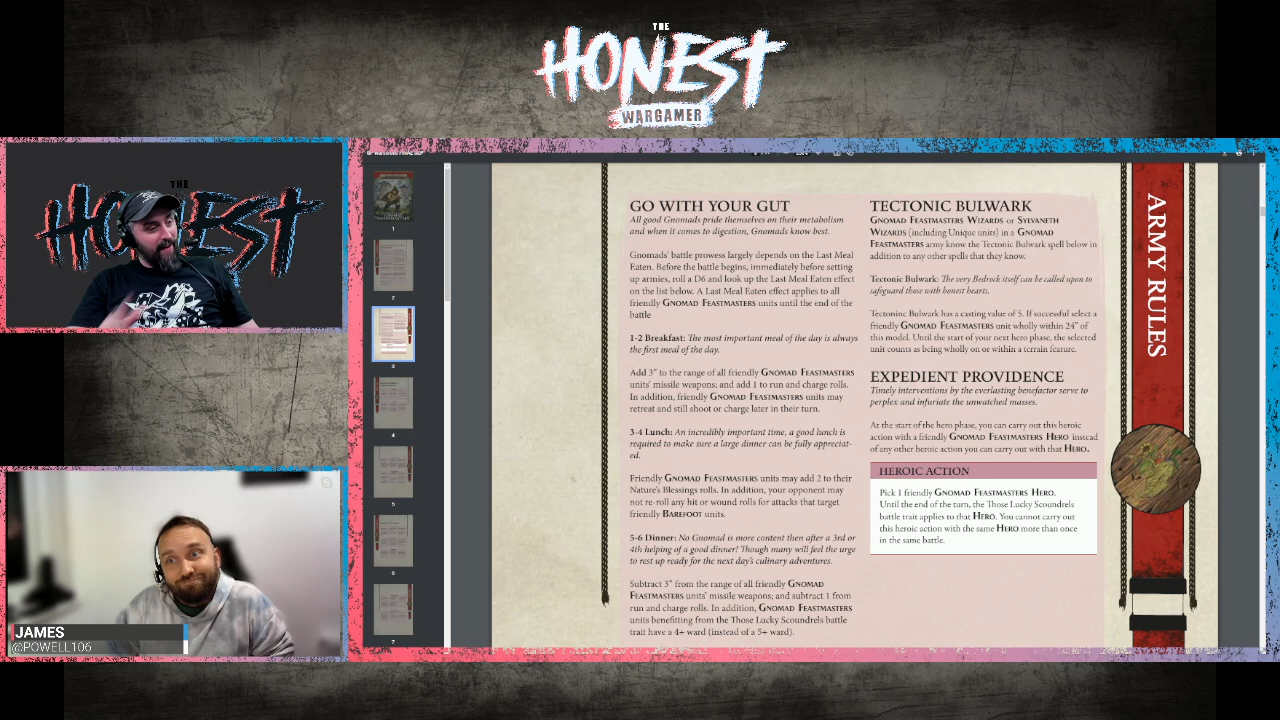 THE
HONEST
WARGAMER
THE
HONEST
JAMES
@POWELL106
1
2
3
4
5
6
7
GO WITH YOUR GUT
All good Gnomads pride themselves on their metabolism
and when it comes to digestion, Gnomads know best.
Gnomads' battle prowess largely depends on the Last Meal
Eaten. Before the battle begins, immediately before setting
up armies, roll a D6 and look up the Last Meal Eaten effect
on the list below. A Last Meal Eaten effect applies to all
friendly GNOMAD FEASTMASTERS units until the end of the
battle
1-2 Breakfast: The most important meal of the day is always
the first meal of the day.
Add 3" to the range of all friendly GNOMAD FEASTMASTERS
units' missile weapons; and add 1 to run and charge rolls.
In addition, friendly GNOMAD FEASTMASTERS units may
retreat and still shoot or charge later in their turn.
3-4 Lunch: An incredibly important time, a good lunch is
required to make sure a large dinner can be fully appreciat-
ed.
Friendly GNOMAD FEASTMASTERS units may add 2 to their
Nature's Blessings rolls. In addition, your opponent may
not re-roll any hit or wound rolls for attacks that target
friendly BAREFOOT units.
5-6 Dinner: No Gnomad is more content then after a 3rd or
4th helping of a good dinner! Though many will feel the urge
to rest up ready for the next day's culinary adventures.
Subtract 3" from the range of all friendly GNOMAD
FEASTMASTERS units' missile weapons; and subtract 1 from
run and charge rolls. In addition, GNOMAD FEASTMASTERS
units benefitting from the Those Lucky Scoundrels battle
trait have a 4+ ward (instead of a 5+ ward).
TECTONIC BULWARK
GNOMAD FEASTMASTERS WIZARDS or SYLVANETH
WIZARDS (including Unique units) in a GNOMAD
FEASTMASTERS army know the Tectonic Bulwark spell below in
addition to any other spells that they know.
Tectonic Bulwark: The very Bedrock itself can be called upon to
safeguard those with honest hearts.
Tectoninc Bulwark has a casting value of 5. If successful select a
friendly GNOMAD FEASTMASTERS unit wholly within 24" of
this model. Until the start of your next hero phase, the selected
unit counts as being wholly on or within a terrain feature.
EXPEDIENT PROVIDENCE
Timely interventions by the everlasting benefactor serve to
perplex and infuriate the unwatched masses.
At the start of the hero phase, you can carry out this heroic
action with a friendly GNOMAD FEASTMASTERS HERO instead
of any other heroic action you can carry out with that HERO.
HEROIC ACTION
Pick 1 friendly GNOMAD FEASTMASTERS HERO.
Until the end of the turn, the Those Lucky Scoundrels
battle trait applies to that HERO. You cannot carry out
this heroic action with the same HERO more than once
in the same battle.
ARMY RULES